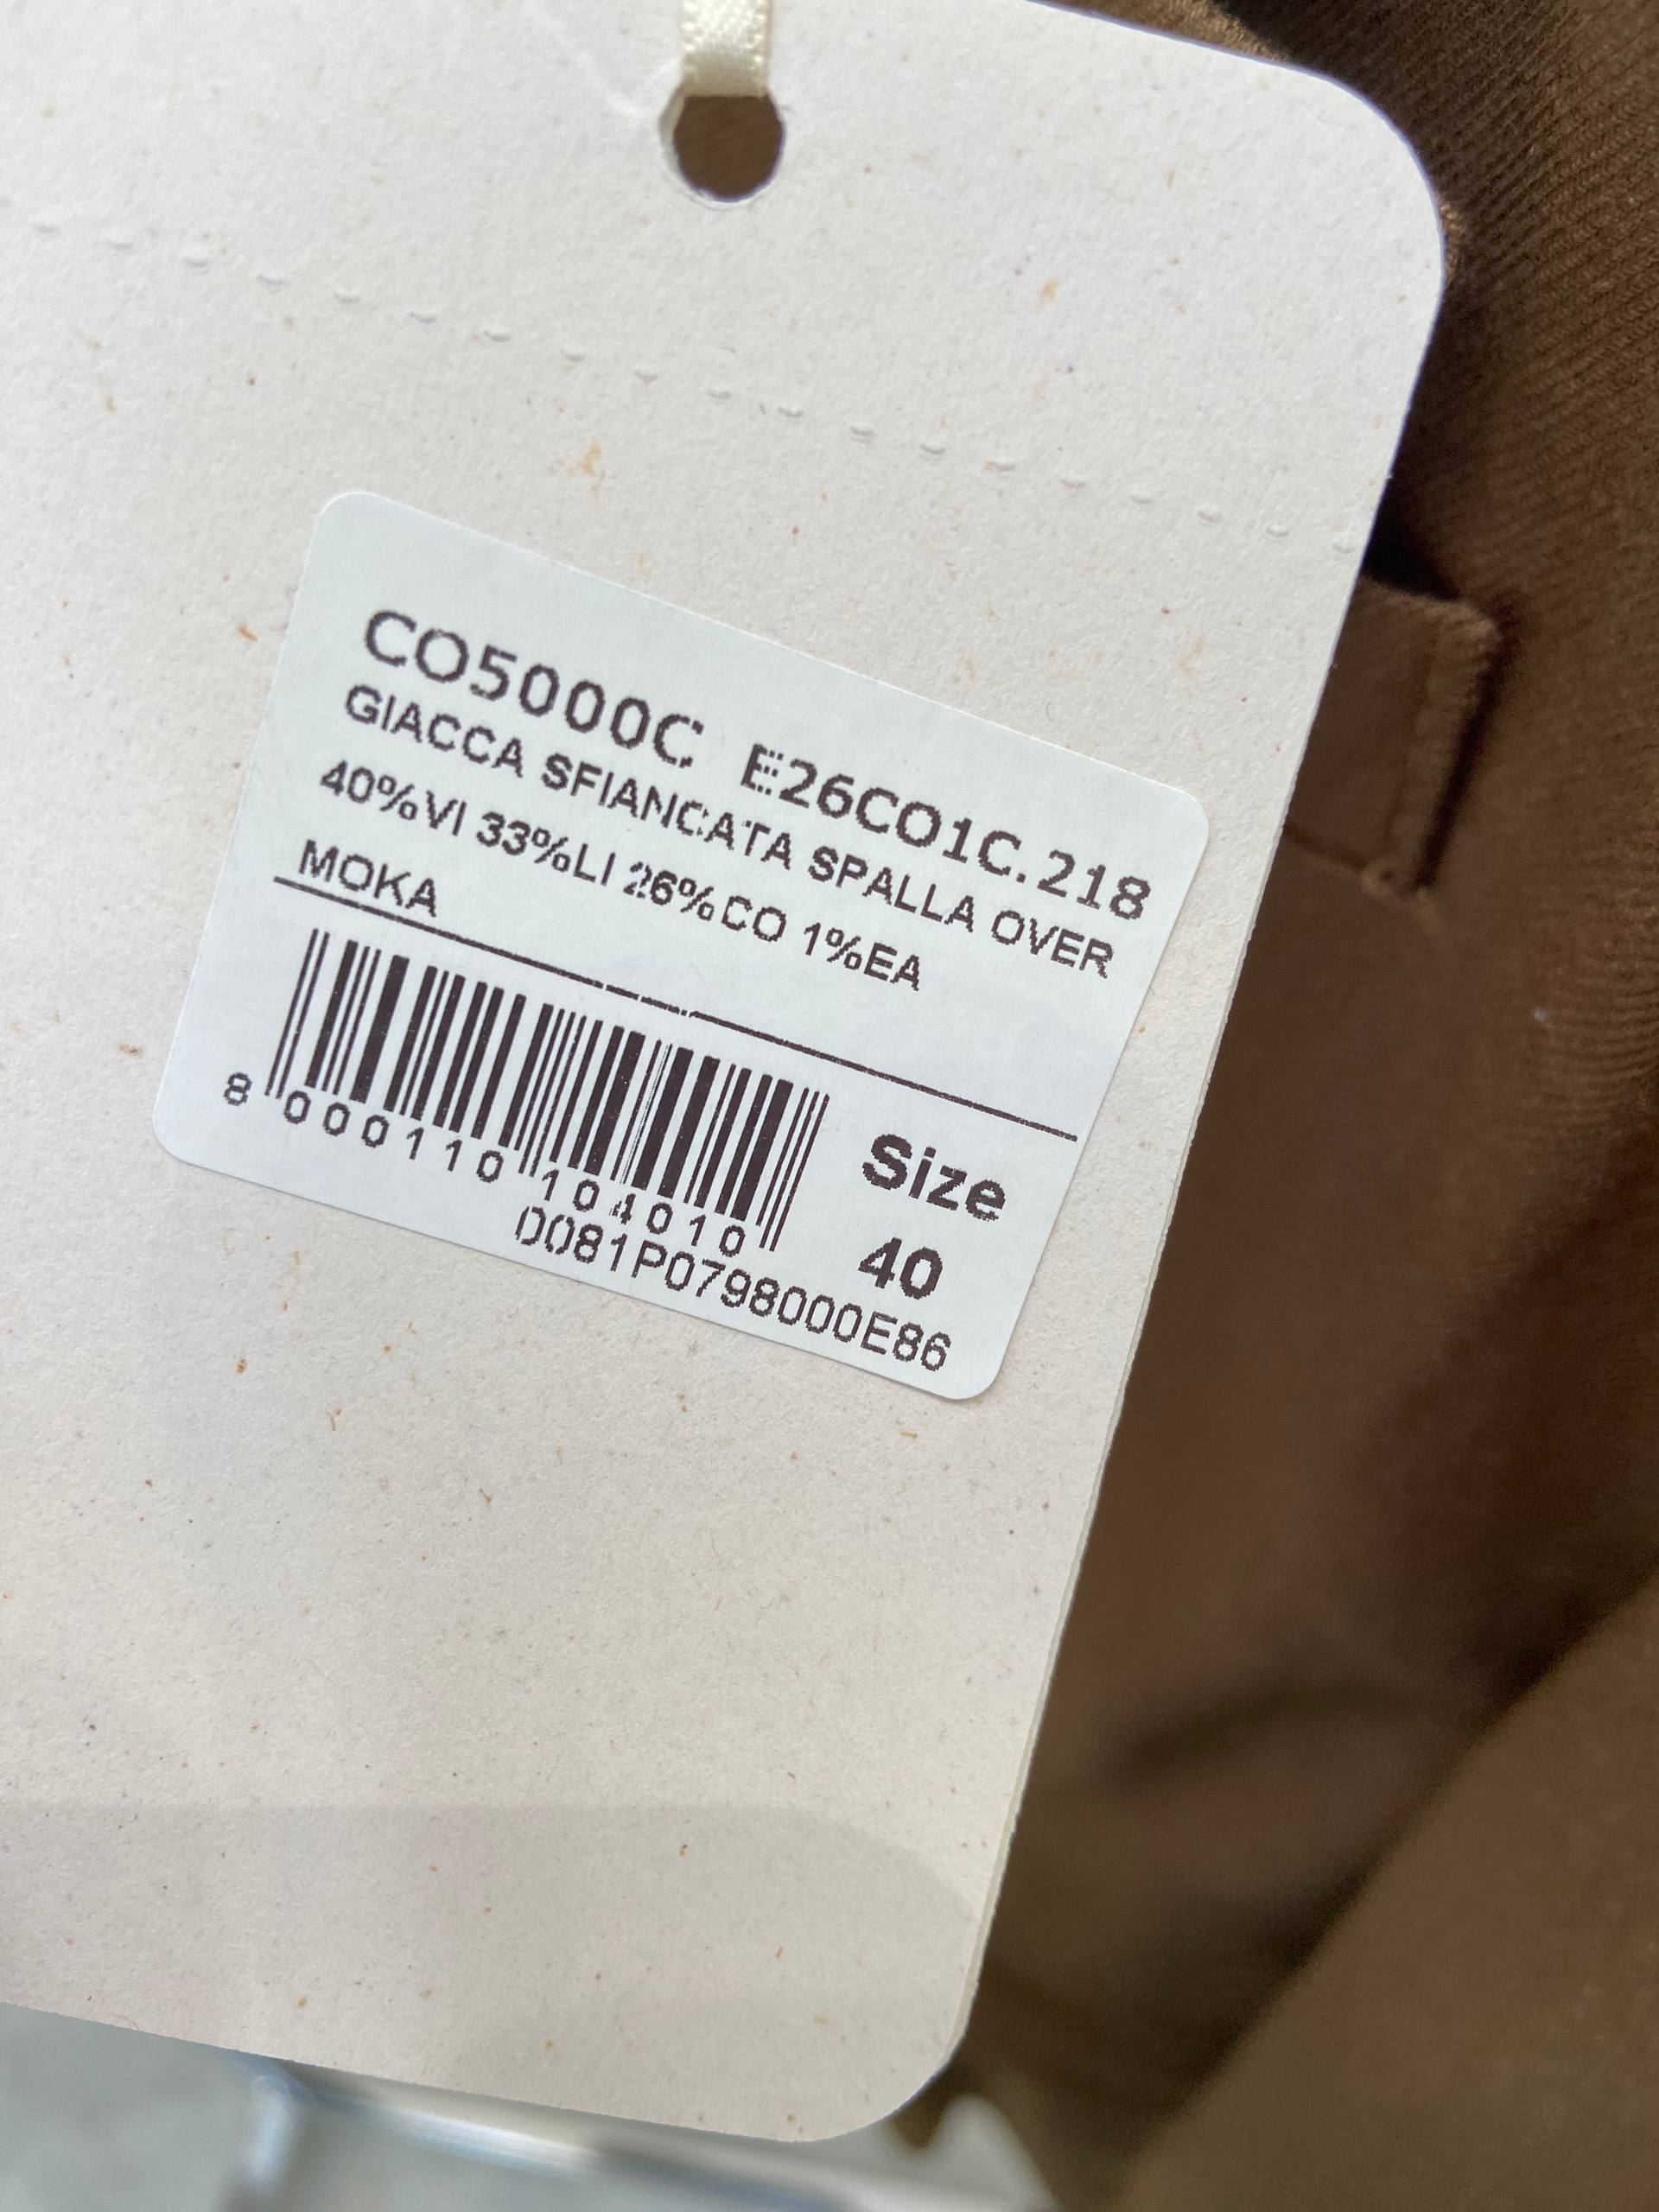 CO5000C E26CO1C.218
GIACCA SFIANCATA SPALLA OVER
40%VI 33%LI 26%CO 1%EA
MOKA
8 000110 104010
Size
40
0081P0798000E86